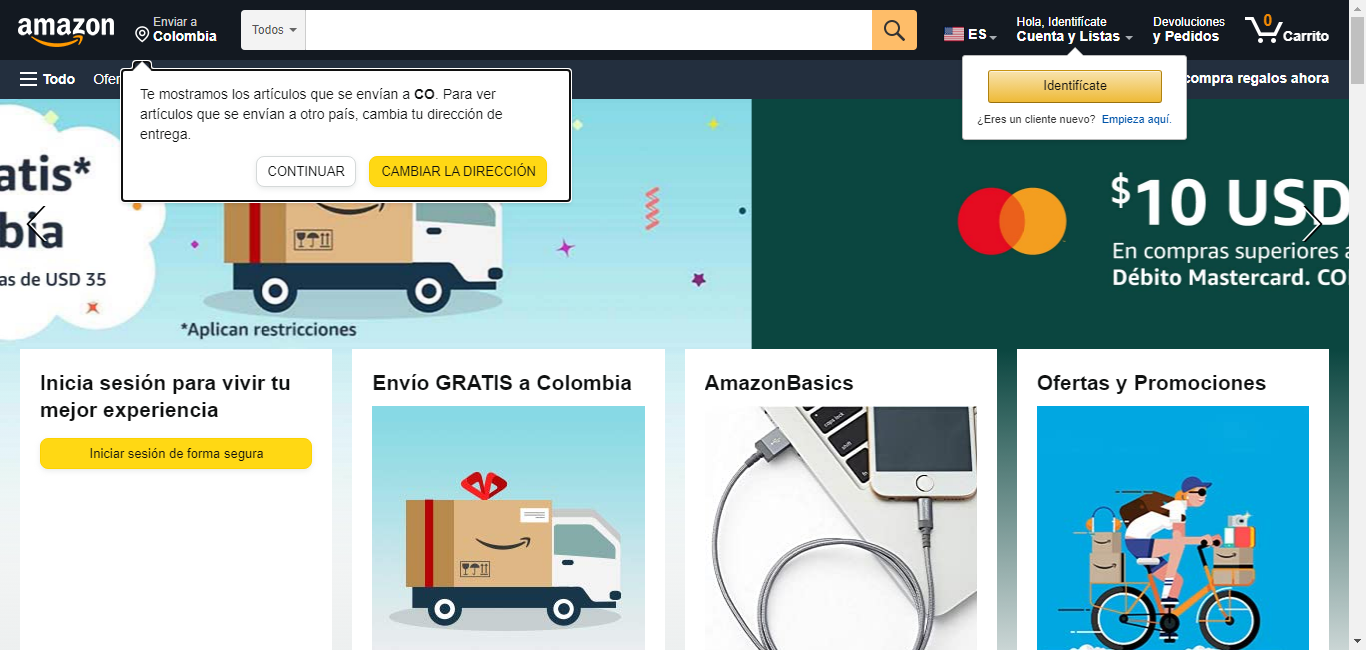 amazon
Enviar a
Colombia
Todos
ES
Hola, Identifícate
Cuenta y Listas
Devoluciones
y Pedidos
0
Carrito
Todo
Ofer
compra regalos ahora
Te mostramos los artículos que se envían a CO. Para ver
artículos que se envían a otro país, cambia tu dirección de
entrega.
CONTINUAR
CAMBIAR LA DIRECCIÓN
Identifícate
¿Eres un cliente nuevo? Empieza aquí.
atis*
bia
as de USD 35
*Aplican restricciones
$10 USD
En compras superiores a
Débito Mastercard. CO
Inicia sesión para vivir tu
mejor experiencia
Iniciar sesión de forma segura
Envío GRATIS a Colombia
AmazonBasics
caps lock
shift
Ofertas y Promociones